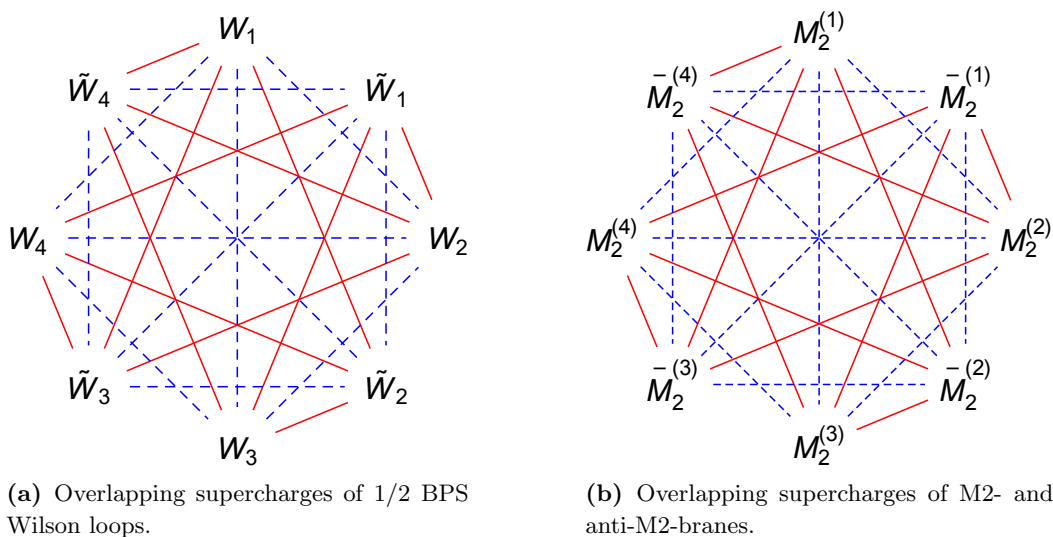 W₁
W̃₄ W̃₁
W₄ W₂
W̃₃ W̃₂
W₃
(a) Overlapping supercharges of 1/2 BPS
Wilson loops.
M₂⁽¹⁾
M̄₂⁽⁴⁾ M̄₂⁽¹⁾
M₂⁽⁴⁾ M₂⁽²⁾
M̄₂⁽³⁾ M̄₂⁽²⁾
M₂⁽³⁾
(b) Overlapping supercharges of M2- and
anti-M2-branes.